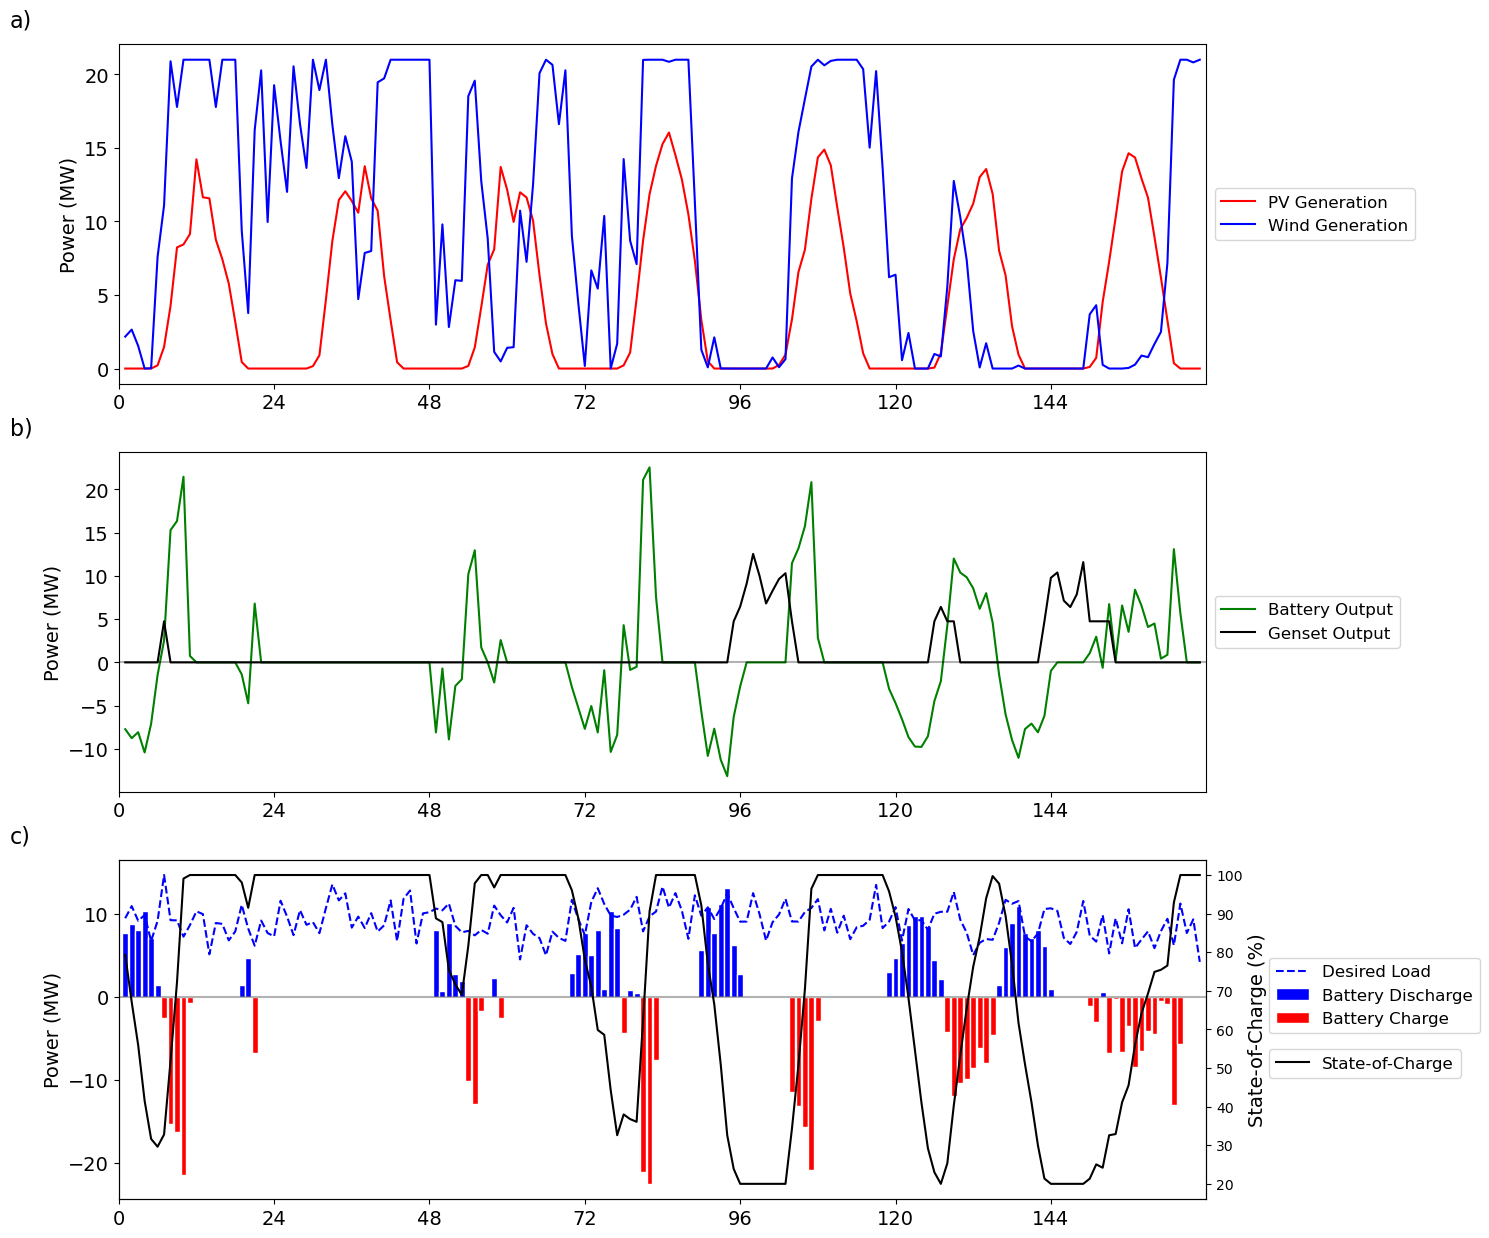 a)
20
15
10
5
0
Power (MW)
0 24 48 72 96 120 144
PV Generation
Wind Generation
b)
20
15
10
5
0
−5
−10
Power (MW)
0 24 48 72 96 120 144
Battery Output
Genset Output
c)
10
0
−10
−20
Power (MW)
0 24 48 72 96 120 144
100
90
80
70
60
50
40
30
20
State-of-Charge (%)
Desired Load
Battery Discharge
Battery Charge
State-of-Charge